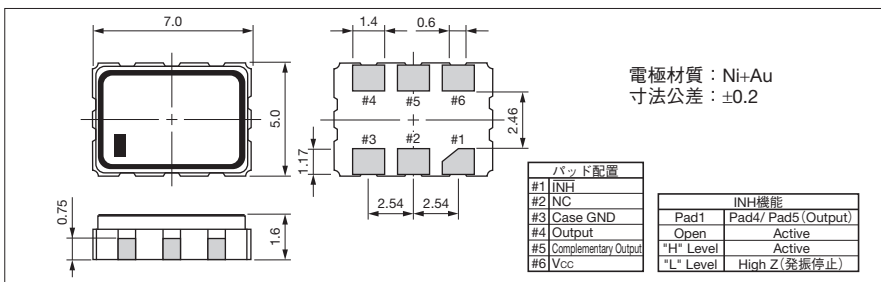 7.0
1.4
0.6
電極材質：Ni+Au
寸法公差：±0.2
#4
#5
#6
5.0
2.46
#3
#2
#1
1.17
2.54
2.54
0.75
1.6
パッド配置
#1 INH
#2 NC
#3 Case GND
#4 Output
#5 Complementary Output
#6 Vcc
INH機能
Pad1 Pad4/ Pad5(Output)
Open Active
"H" Level Active
"L" Level High Z(発振停止)